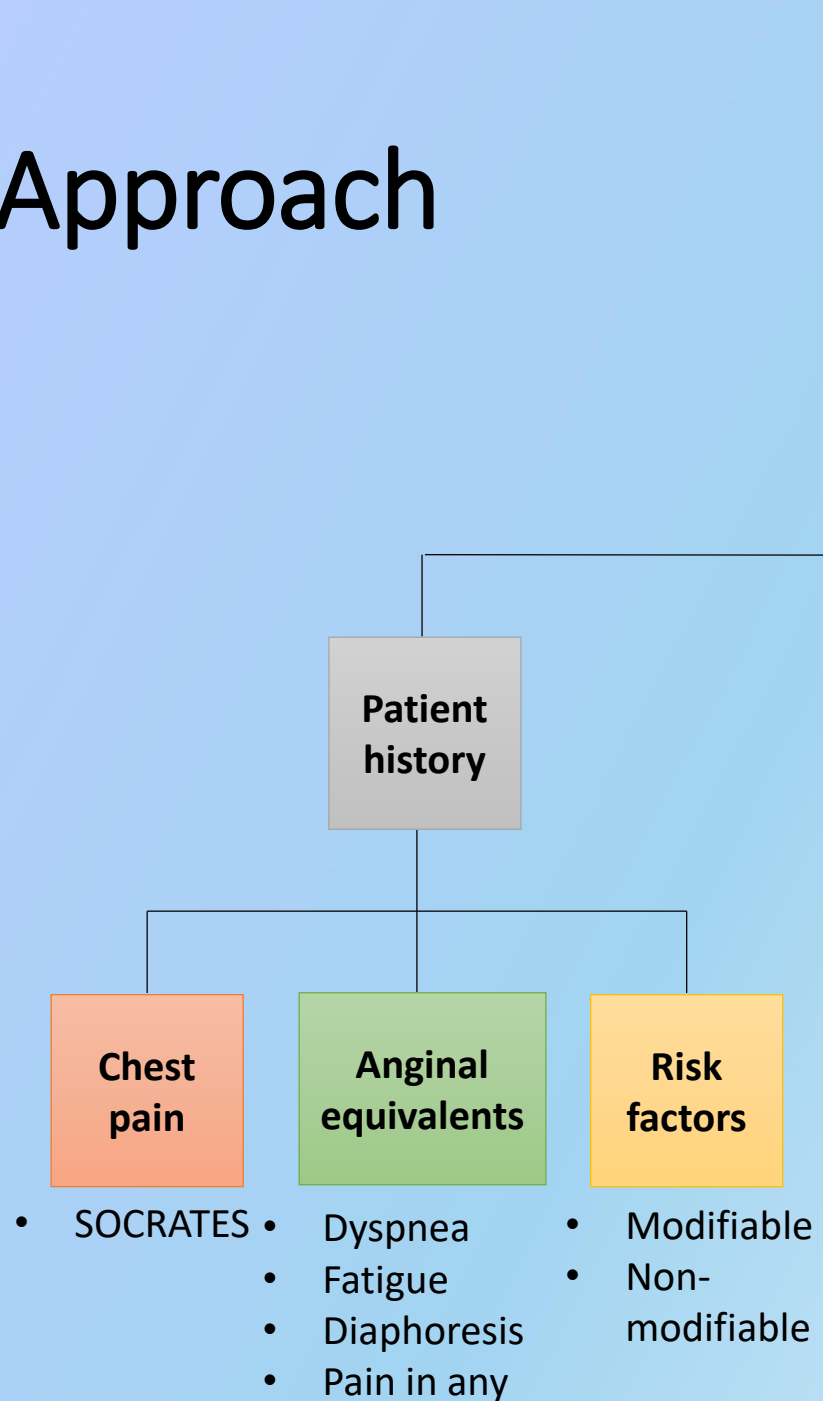 Approach
Patient
history
Chest
pain
Anginal
equivalents
Risk
factors
• SOCRATES
• Dyspnea
• Fatigue
• Diaphoresis
• Pain in any
• Modifiable
• Non-
modifiable